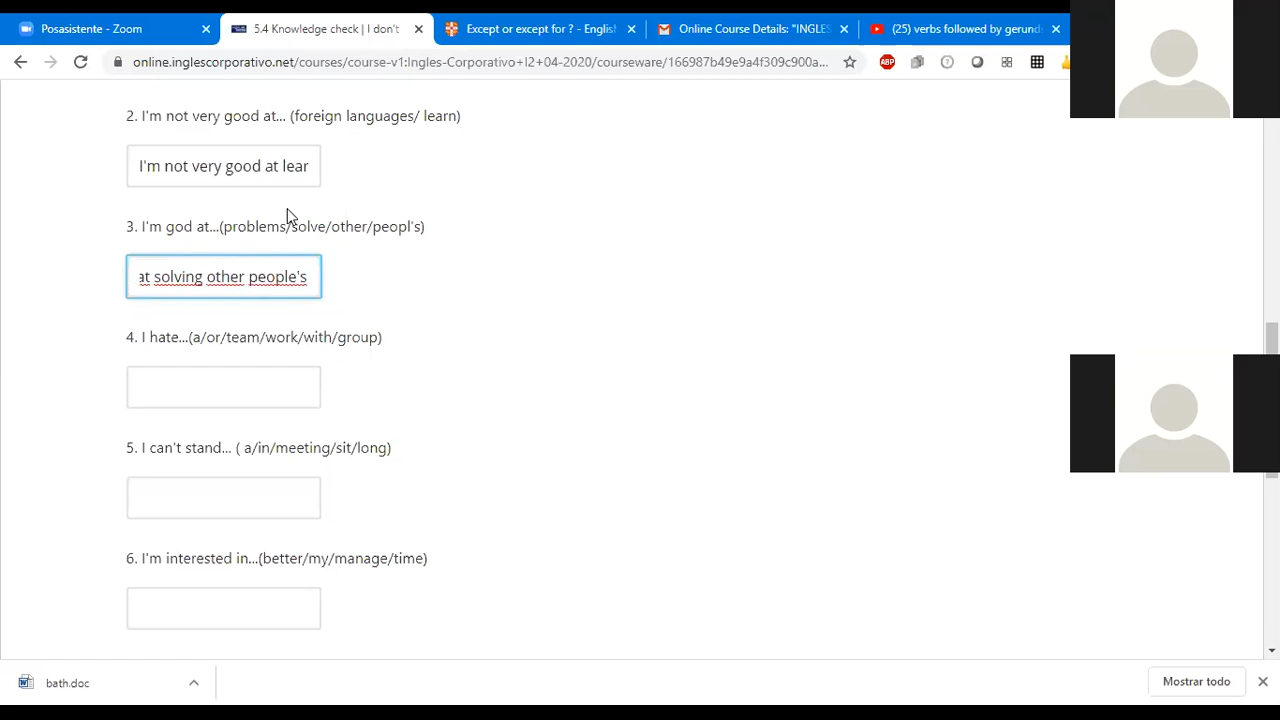 Posasistente - Zoom
5.4 Knowledge check | I don't
Except or except for ? - Englis
Online Course Details: "INGLES
(25) verbs followed by gerund
online.inglescorporativo.net/courses/course-v1:Ingles-Corporativo+I2+04-2020/courseware/166987b49e9a4f309c900a...
ABP
2. I'm not very good at... (foreign languages/ learn)
I'm not very good at lear
3. I'm god at...(problems/solve/other/peopl's)
at solving other people's
4. I hate...(a/or/team/work/with/group)
5. I can't stand... ( a/in/meeting/sit/long)
6. I'm interested in...(better/my/manage/time)
bath.doc
Mostrar todo